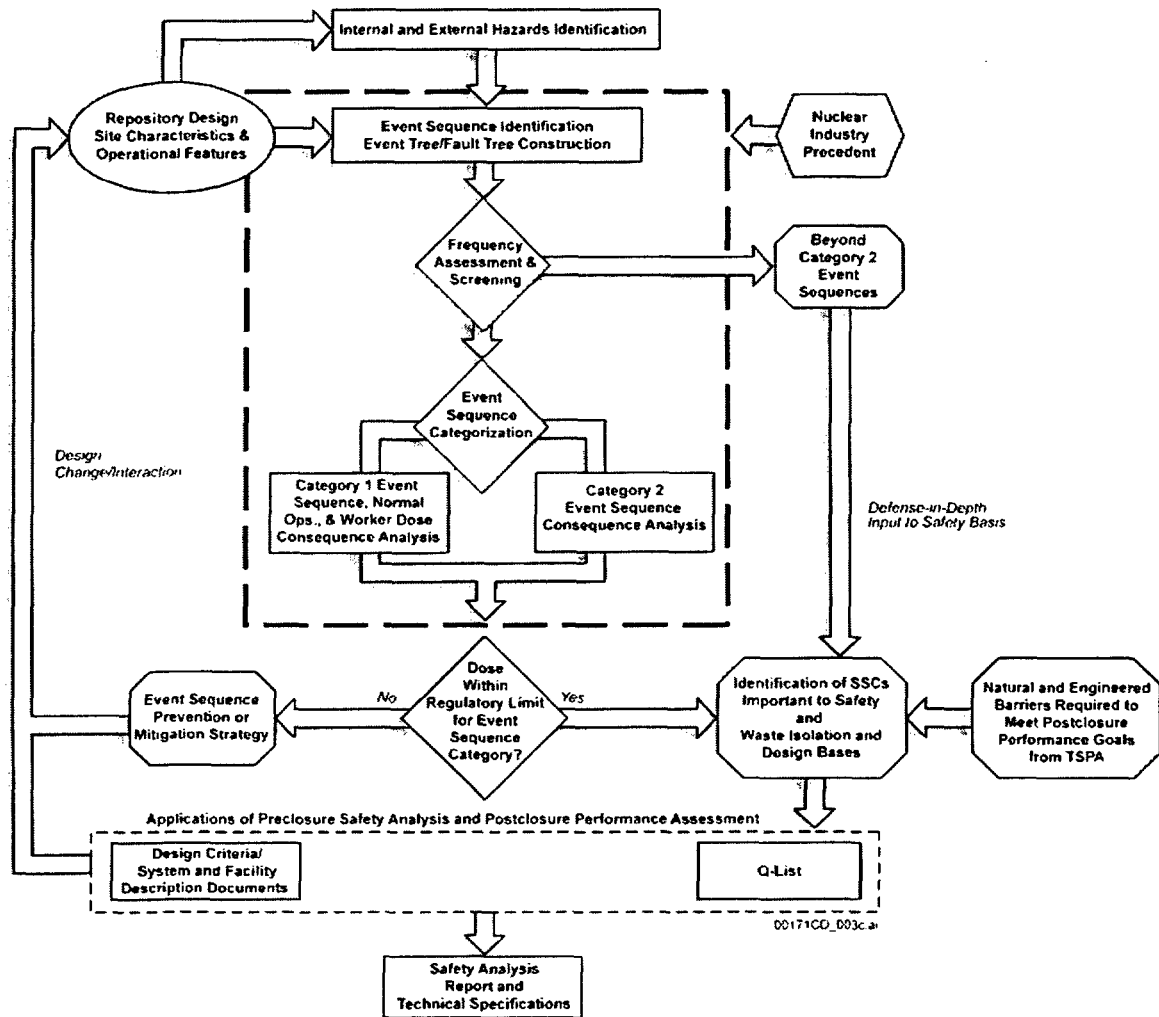 Internal and External Hazards Identification
Repository Design
Site Characteristics &
Operational Features
Event Sequence Identification
Event Tree/Fault Tree Construction
Nuclear
Industry
Precedent
Frequency
Assessment &
Screening
Beyond
Category 2
Event
Sequences
Event
Sequence
Categorization
Design
Change/Interaction
Category 1 Event
Sequence, Normal
Ops., & Worker Dose
Consequence Analysis
Category 2
Event Sequence
Consequence Analysis
Defense-in-Depth
Input to Safety Basis
Event Sequence
Prevention or
Mitigation Strategy
No
Dose
Within
Regulatory Limit
for Event
Sequence
Category?
Yes
Identification of SSCs
Important to Safety
and
Waste Isolation and
Design Bases
Natural and Engineered
Barriers Required to
Meet Postclosure
Performance Goals
from TSPA
Applications of Preclosure Safety Analysis and Postclosure Performance Assessment
Design Criteria/
System and Facility
Description Documents
Q-List
00171CD_003c.ai
Safety Analysis
Report and
Technical Specifications